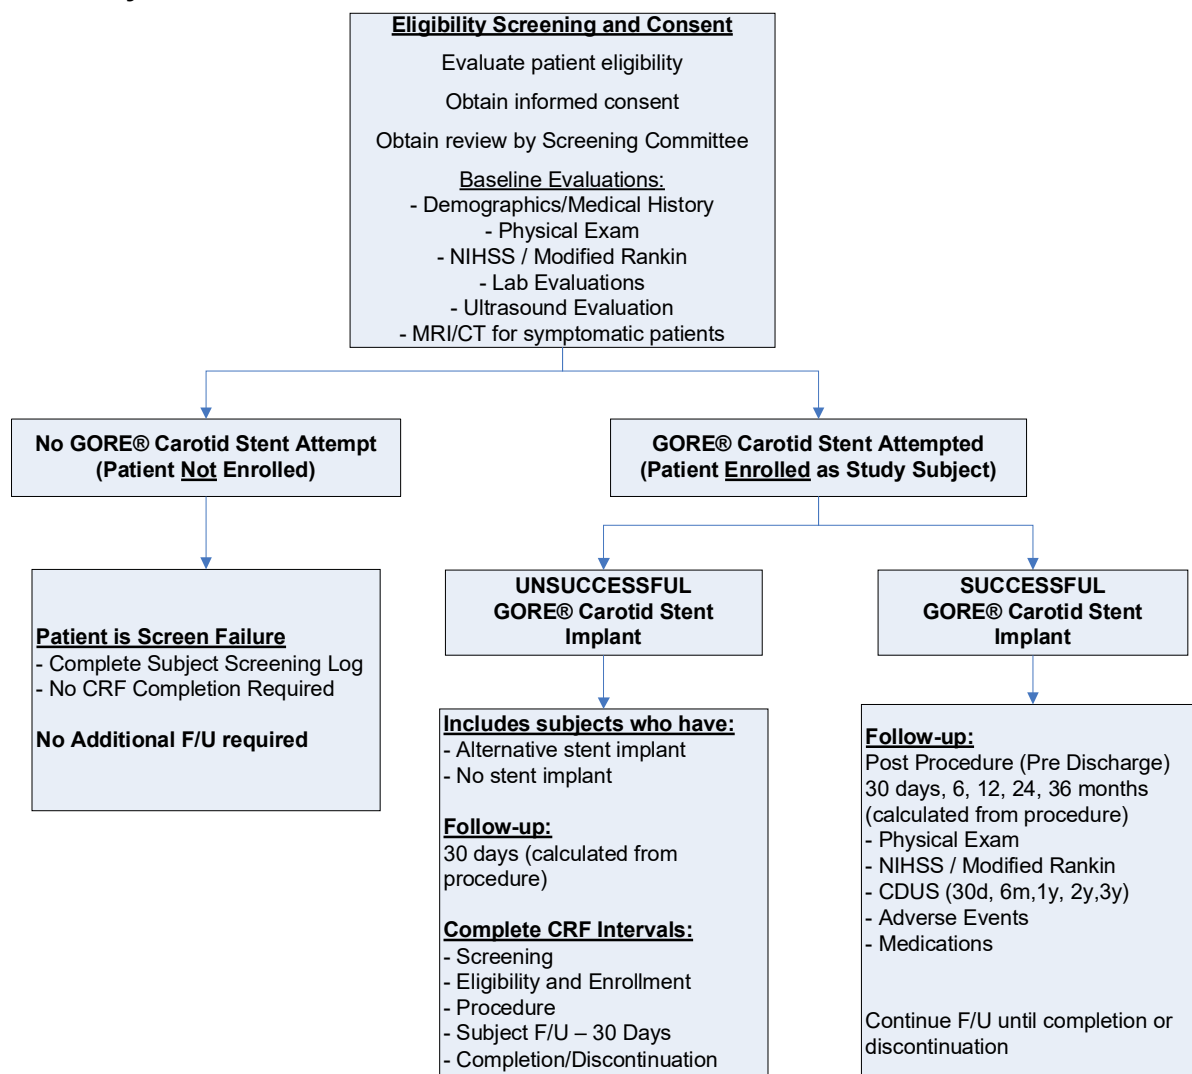 Eligibility Screening and Consent
Evaluate patient eligibility
Obtain informed consent
Obtain review by Screening Committee
Baseline Evaluations:
- Demographics/Medical History
- Physical Exam
- NIHSS / Modified Rankin
- Lab Evaluations
- Ultrasound Evaluation
- MRI/CT for symptomatic patients
No GORE® Carotid Stent Attempt
(Patient Not Enrolled)
GORE® Carotid Stent Attempted
(Patient Enrolled as Study Subject)
Patient is Screen Failure
- Complete Subject Screening Log
- No CRF Completion Required
No Additional F/U required
UNSUCCESSFUL
GORE® Carotid Stent
Implant
SUCCESSFUL
GORE® Carotid Stent
Implant
Includes subjects who have:
- Alternative stent implant
- No stent implant
Follow-up:
30 days (calculated from
procedure)
Complete CRF Intervals:
- Screening
- Eligibility and Enrollment
- Procedure
- Subject F/U – 30 Days
- Completion/Discontinuation
Follow-up:
Post Procedure (Pre Discharge)
30 days, 6, 12, 24, 36 months
(calculated from procedure)
- Physical Exam
- NIHSS / Modified Rankin
- CDUS (30d, 6m,1y, 2y,3y)
- Adverse Events
- Medications
Continue F/U until completion or
discontinuation